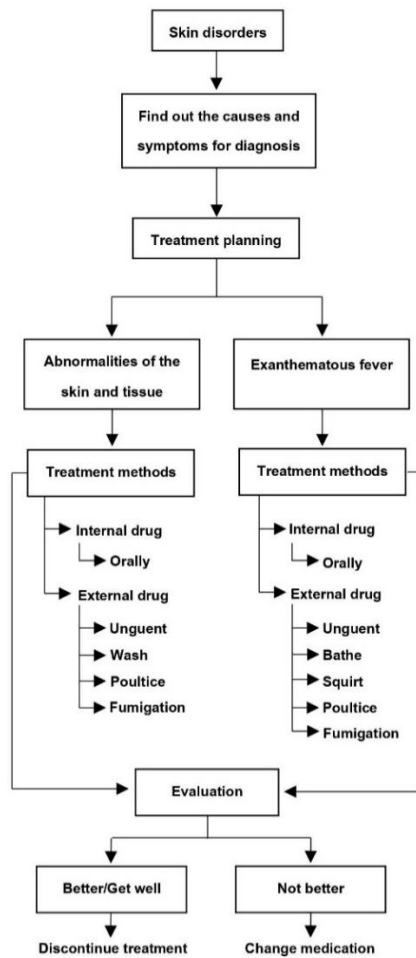 Skin disorders
Find out the causes and
symptoms for diagnosis
Treatment planning
Abnormalities of the
skin and tissue
Exanthematous fever
Treatment methods
Internal drug
Orally
External drug
Unguent
Wash
Poultice
Fumigation
Treatment methods
Internal drug
Orally
External drug
Unguent
Bathe
Squirt
Poultice
Fumigation
Evaluation
Better/Get well
Not better
Discontinue treatment
Change medication